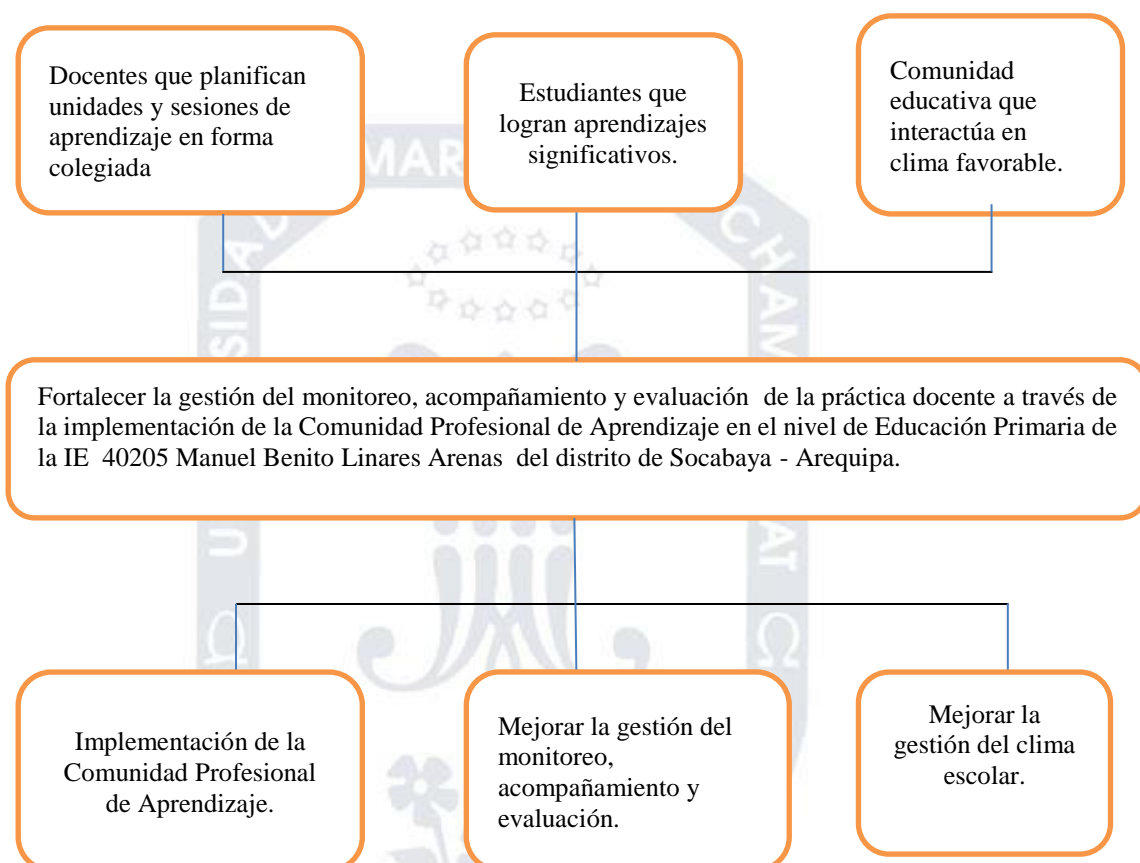 Docentes que planifican
unidades y sesiones de
aprendizaje en forma
colegiada
Estudiantes que
logran aprendizajes
significativos.
Comunidad
educativa que
interactúa en
clima favorable.
Fortalecer la gestión del monitoreo, acompañamiento y evaluación de la práctica docente a través de
la implementación de la Comunidad Profesional de Aprendizaje en el nivel de Educación Primaria de
la IE 40205 Manuel Benito Linares Arenas del distrito de Socabaya - Arequipa.
Implementación de la
Comunidad Profesional
de Aprendizaje.
Mejorar la gestión del
monitoreo,
acompañamiento y
evaluación.
Mejorar la
gestión del clima
escolar.